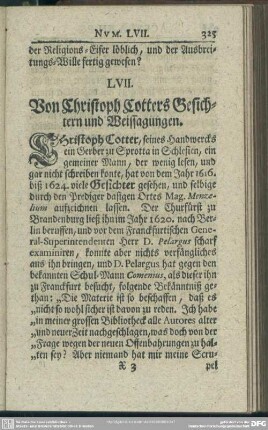 NVM. LVII. 325
der Religions-Eifer löblich, und der Ausbrei-
tungs-Wille fertig gewesen?
LVII.
Von Christoph Cotters Gesich-
tern und Weissagungen.
CHristoph Cotter, seines Handwercks
ein Gerber zu Sprotta in Schlesien, ein
gemeiner Mann, der wenig lesen, und
gar nicht schreiben konte, hat von dem Jahr 1616.
biß 1624. viele Gesichter gesehen, und selbige
durch den Prediger dasigen Ortes Mag. Mentze-
lium aufzeichnen lassen. Der Churfürst zu
Brandenburg ließ ihn im Jahr 1620. nach Ber-
lin beruffen, und vor dem Franckfurtischen Gene-
ral-Superintendenten Herr D. Pelargus scharf
examiniren, konte aber nichts verfängliches
aus ihn bringen, und D. Pelargus hat gegen den
bekannten Schul-Mann Comenius, als dieser ihn
zu Franckfurt besucht, folgende Bekänntniß ge-
than: „Die Materie ist so beschaffen, daß es
„nicht so wohl sicher ist davon zu reden. Ich habe
„in meiner grossen Bibliotheck alle Autores alter
„und neuer Zeit nachgeschlagen, was doch von der
„Frage wegen der neuen Offenbahrungen zu hal-
„ten sey? Aber niemand hat mir meine Scru-
X 3 pel